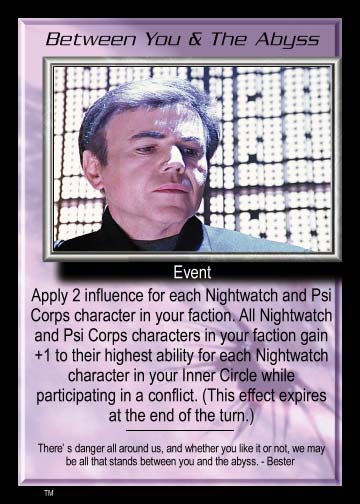 Between You & The Abyss
Event
Apply 2 influence for each Nightwatch and Psi
Corps character in your faction. All Nightwatch
and Psi Corps characters in your faction gain
+1 to their highest ability for each Nightwatch
character in your Inner Circle while
participating in a conflict. (This effect expires
at the end of the turn.)
There' s danger all around us, and whether you like it or not, we may
be all that stands between you and the abyss. - Bester
TM